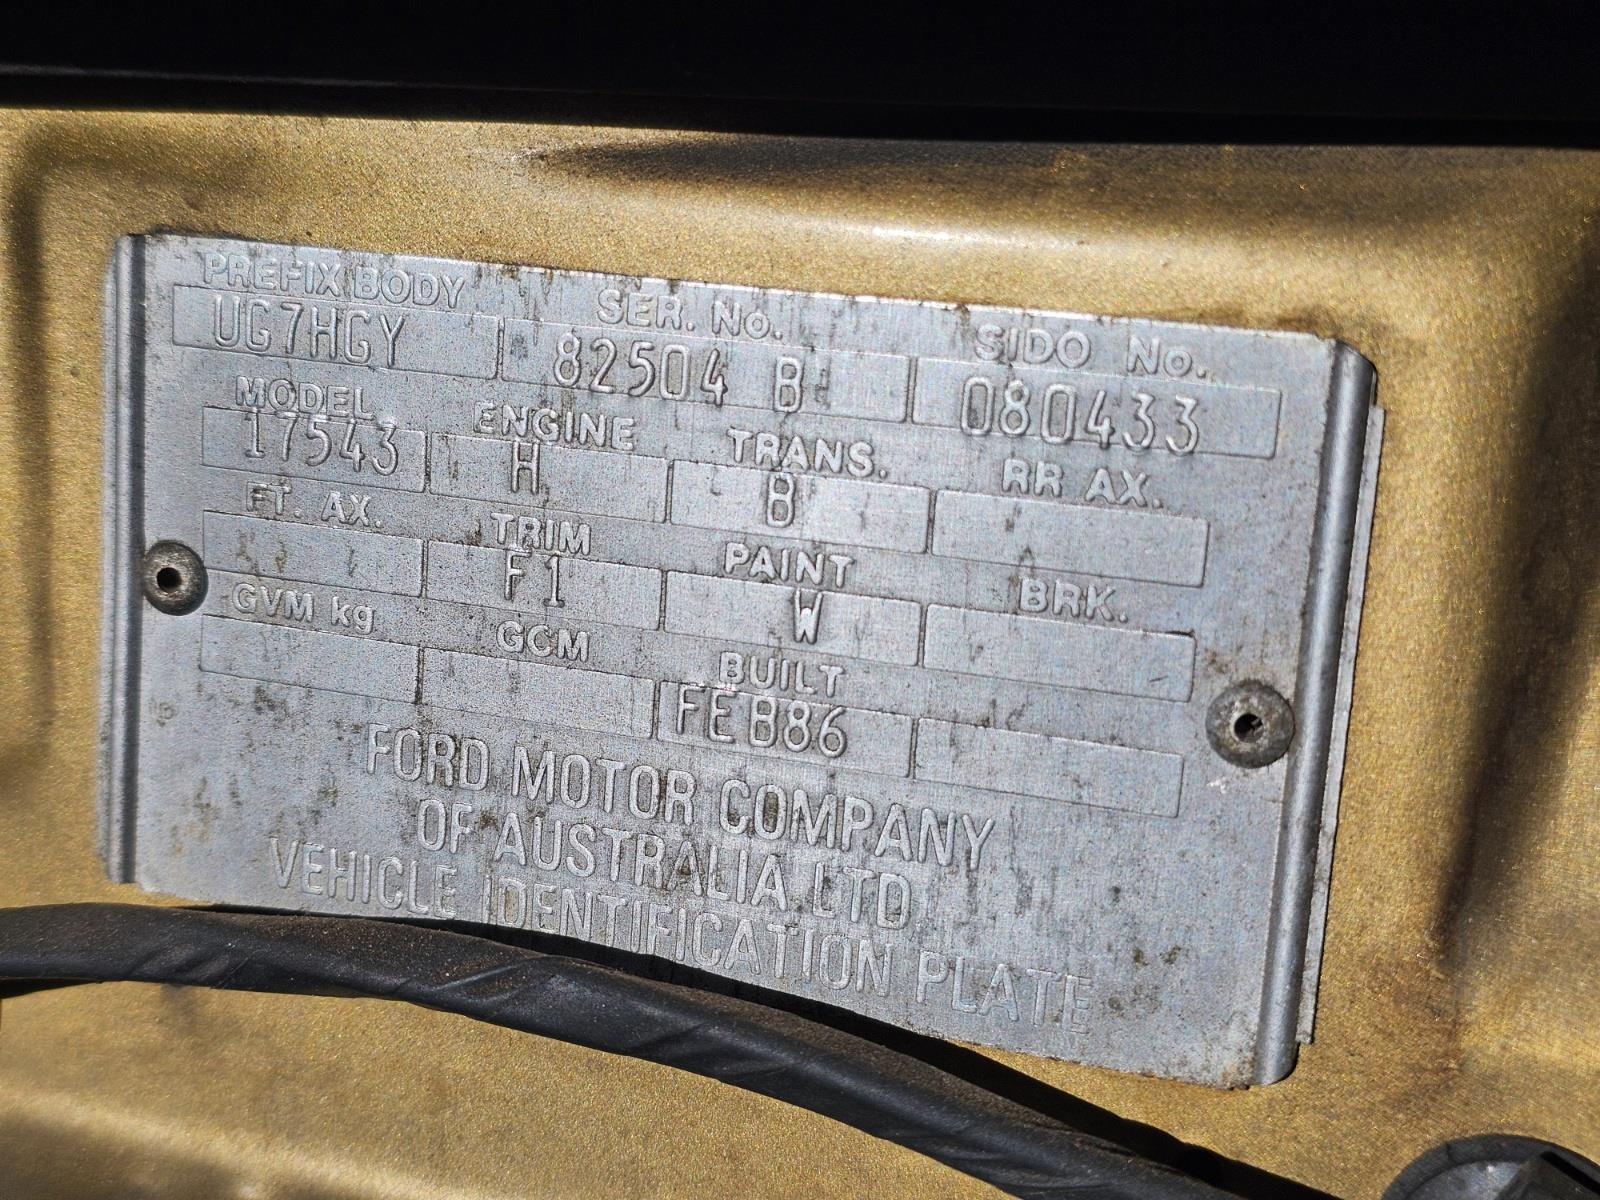 PREFIX BODY SER. No. SIDO No.
UG7HGY 82504 B 080433
MODEL ENGINE TRANS. RR AX.
17543 H B
FT. AX. TRIM PAINT BRK.
F1 W
GVM kg GCM BUILT
FEB86
FORD MOTOR COMPANY
OF AUSTRALIA LTD
VEHICLE IDENTIFICATION PLATE